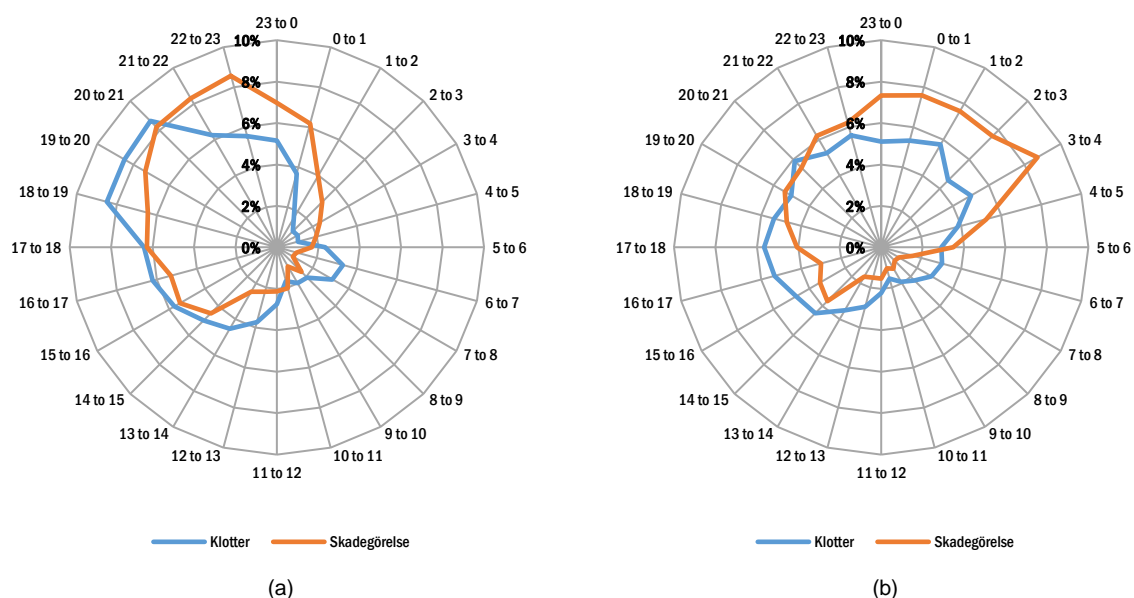 23 to 0
0 to 1
1 to 2
2 to 3
3 to 4
4 to 5
5 to 6
6 to 7
7 to 8
8 to 9
9 to 10
10 to 11
11 to 12
12 to 13
13 to 14
14 to 15
15 to 16
16 to 17
17 to 18
18 to 19
19 to 20
20 to 21
21 to 22
22 to 23
10%
8%
6%
4%
2%
0%
Klotter Skadegörelse
(a)
23 to 0
0 to 1
1 to 2
2 to 3
3 to 4
4 to 5
5 to 6
6 to 7
7 to 8
8 to 9
9 to 10
10 to 11
11 to 12
12 to 13
13 to 14
14 to 15
15 to 16
16 to 17
17 to 18
18 to 19
19 to 20
20 to 21
21 to 22
22 to 23
10%
8%
6%
4%
2%
0%
Klotter Skadegörelse
(b)